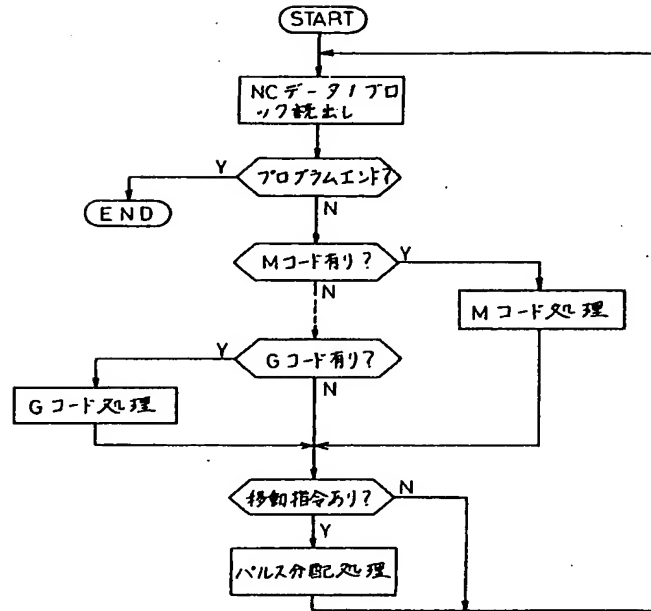 START
NCデータ1ブロ
ック読出し
プログラムエンド?
Y
N
END
Mコード有り?
Y
N
Mコード処理
Gコード有り?
Y
N
Gコード処理
移動指令あり?
N
Y
パルス分配処理